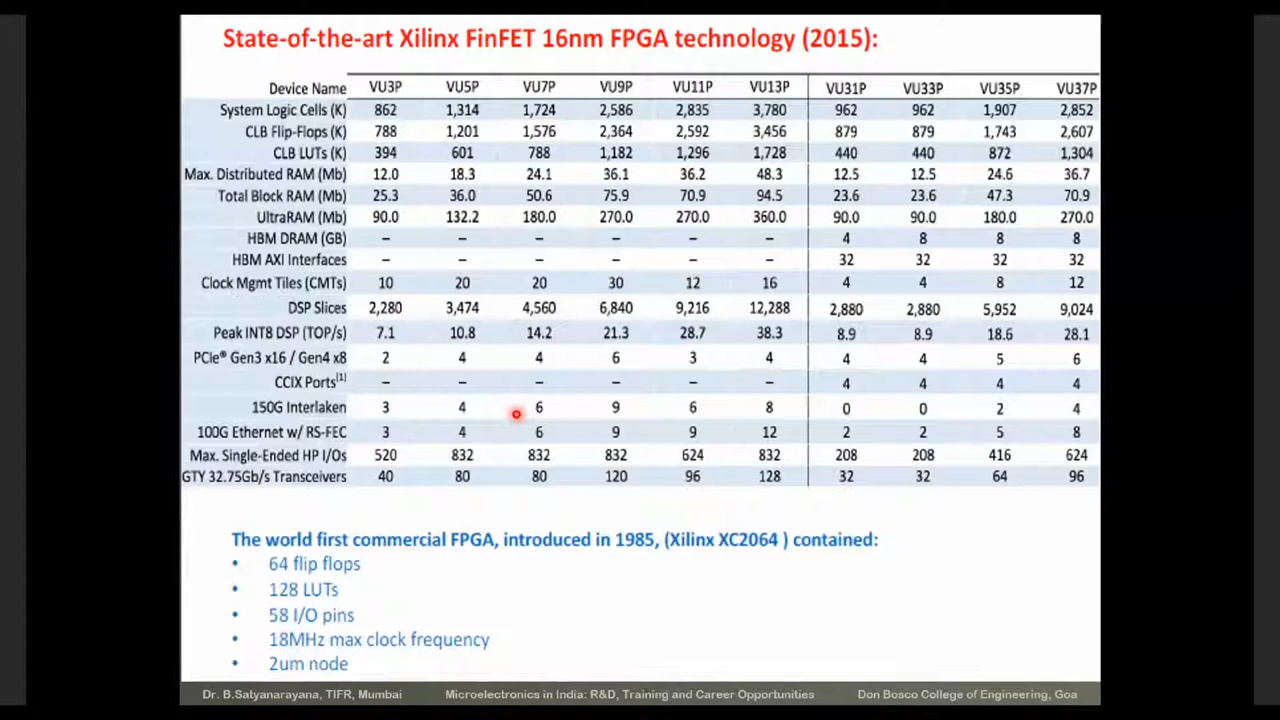 State-of-the-art Xilinx FinFET 16nm FPGA technology (2015):
Device Name VU3P VU5P VU7P VU9P VU11P VU13P VU31P VU33P VU35P VU37P
System Logic Cells (K) 862 1,314 1,724 2,586 2,835 3,780 962 962 1,907 2,852
CLB Flip-Flops (K) 788 1,201 1,576 2,364 2,592 3,456 879 879 1,743 2,607
CLB LUTs (K) 394 601 788 1,182 1,296 1,728 440 440 872 1,304
Max. Distributed RAM (Mb) 12.0 18.3 24.1 36.1 36.2 48.3 12.5 12.5 24.6 36.7
Total Block RAM (Mb) 25.3 36.0 50.6 75.9 70.9 94.5 23.6 23.6 47.3 70.9
UltraRAM (Mb) 90.0 132.2 180.0 270.0 270.0 360.0 90.0 90.0 180.0 270.0
HBM DRAM (GB) – – – – – – 4 8 8 8
HBM AXI Interfaces – – – – – – 32 32 32 32
Clock Mgmt Tiles (CMTs) 10 20 20 30 12 16 4 4 8 12
DSP Slices 2,280 3,474 4,560 6,840 9,216 12,288 2,880 2,880 5,952 9,024
Peak INT8 DSP (TOP/s) 7.1 10.8 14.2 21.3 28.7 38.3 8.9 8.9 18.6 28.1
PCIe® Gen3 x16 / Gen4 x8 2 4 4 6 3 4 4 4 5 6
CCIX Ports[1] – – – – – – 4 4 4 4
150G Interlaken 3 4 6 9 6 8 0 0 2 4
100G Ethernet w/ RS-FEC 3 4 6 9 9 12 2 2 5 8
Max. Single-Ended HP I/Os 520 832 832 832 624 832 208 208 416 624
GTY 32.75Gb/s Transceivers 40 80 80 120 96 128 32 32 64 96
The world first commercial FPGA, introduced in 1985, (Xilinx XC2064 ) contained:
• 64 flip flops
• 128 LUTs
• 58 I/O pins
• 18MHz max clock frequency
• 2um node
Dr. B.Satyanarayana, TIFR, Mumbai Microelectronics in India: R&D, Training and Career Opportunities Don Bosco College of Engineering, Goa